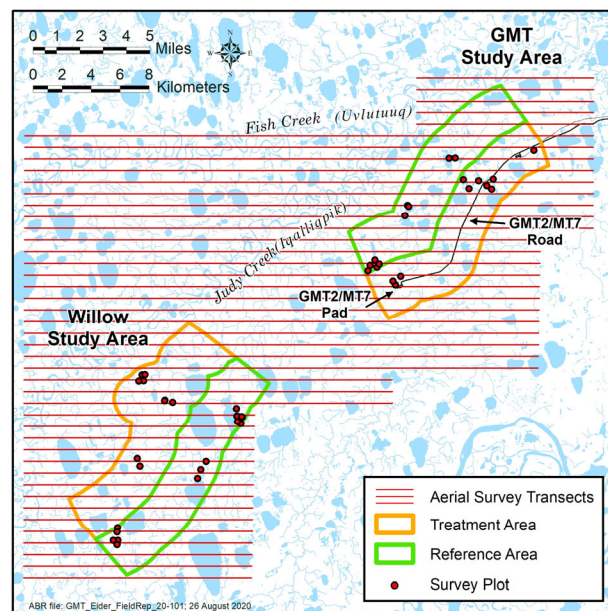 0 1 2 3 4 5
Miles
0 2 4 6 8
Kilometers
N
W E
S
GMT
Study Area
Fish Creek (Uvlutuuq)
Judy Creek (Iqalliqpik)
GMT2/MT7
Road
GMT2/MT7
Pad
Willow
Study Area
Aerial Survey Transects
Treatment Area
Reference Area
Survey Plot
ABR file: GMT_Eider_FieldRep_20-101; 26 August 2020